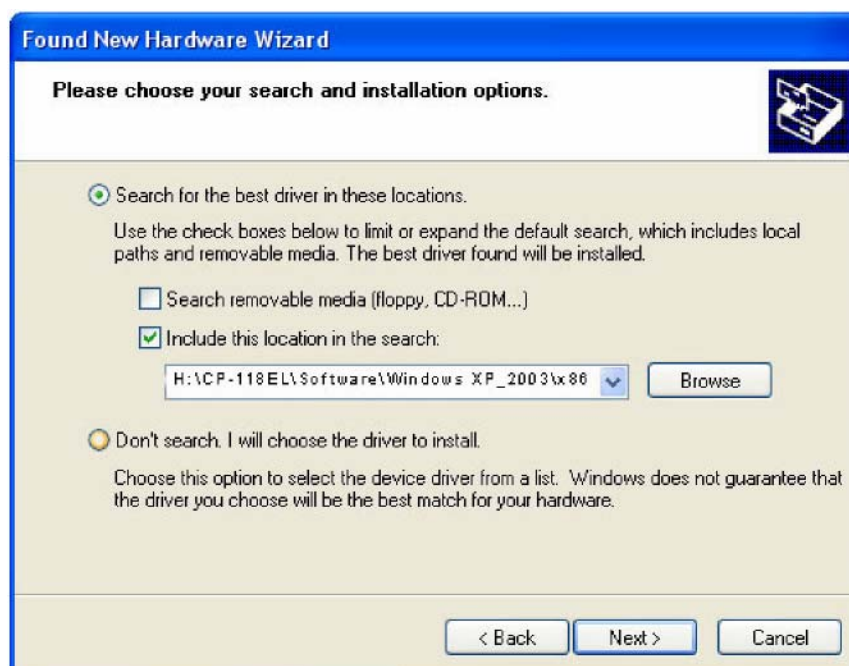 Found New Hardware Wizard
Please choose your search and installation options.
Search for the best driver in these locations.
Use the check boxes below to limit or expand the default search, which includes local
paths and removable media. The best driver found will be installed.
Search removable media (floppy, CD-ROM...)
Include this location in the search:
H:\CP-118EL\Software\Windows XP_2003\x86
Browse
Don't search. I will choose the driver to install.
Choose this option to select the device driver from a list. Windows does not guarantee that
the driver you choose will be the best match for your hardware.
< Back Next > Cancel